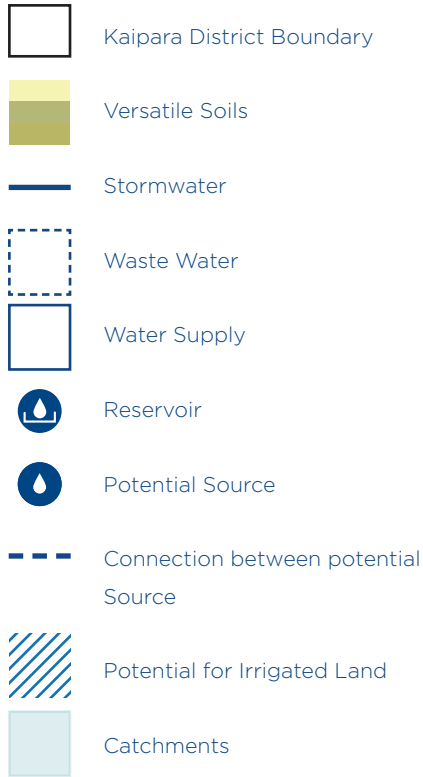 Kaipara District Boundary
Versatile Soils
Stormwater
Waste Water
Water Supply
Reservoir
Potential Source
Connection between potential
Source
Potential for Irrigated Land
Catchments